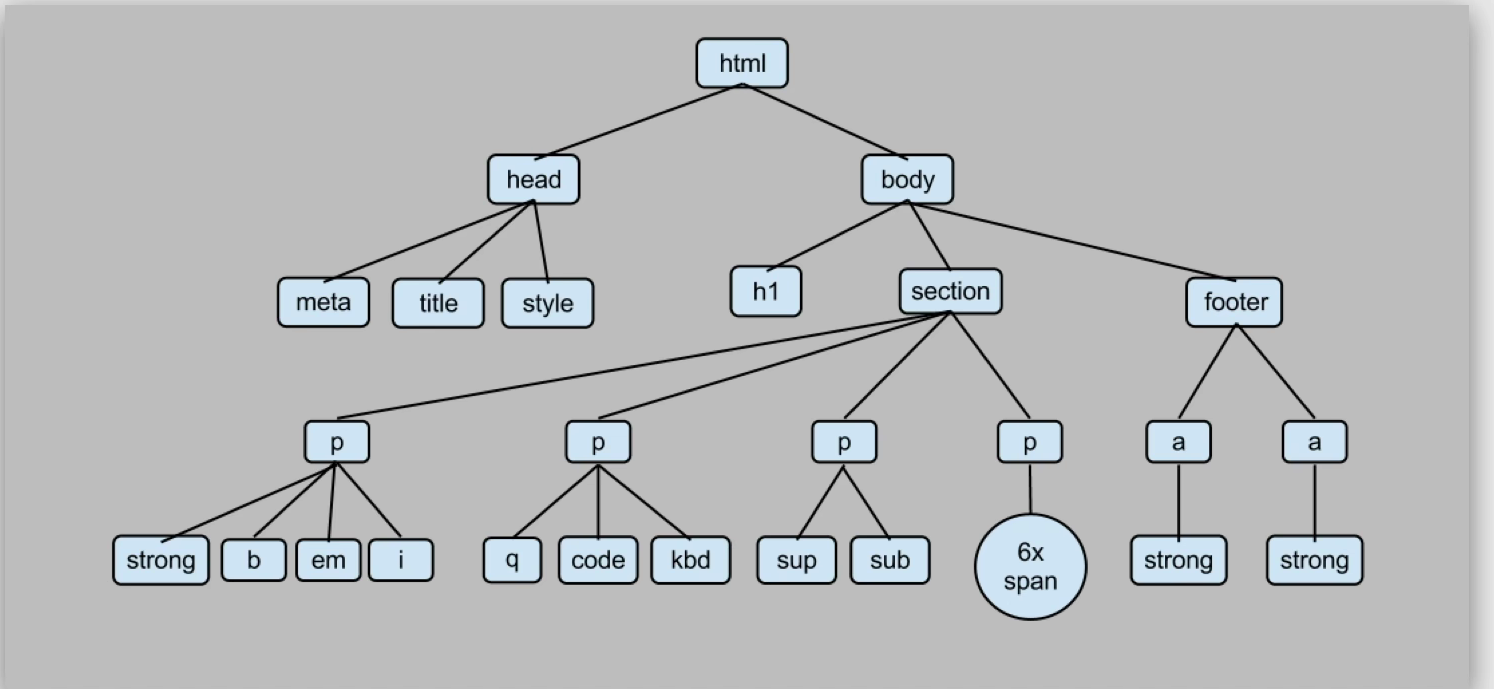 html
head
body
meta
title
style
h1
section
footer
p
p
p
p
a
a
strong
b
em
i
q
code
kbd
sup
sub
6x
span
strong
strong